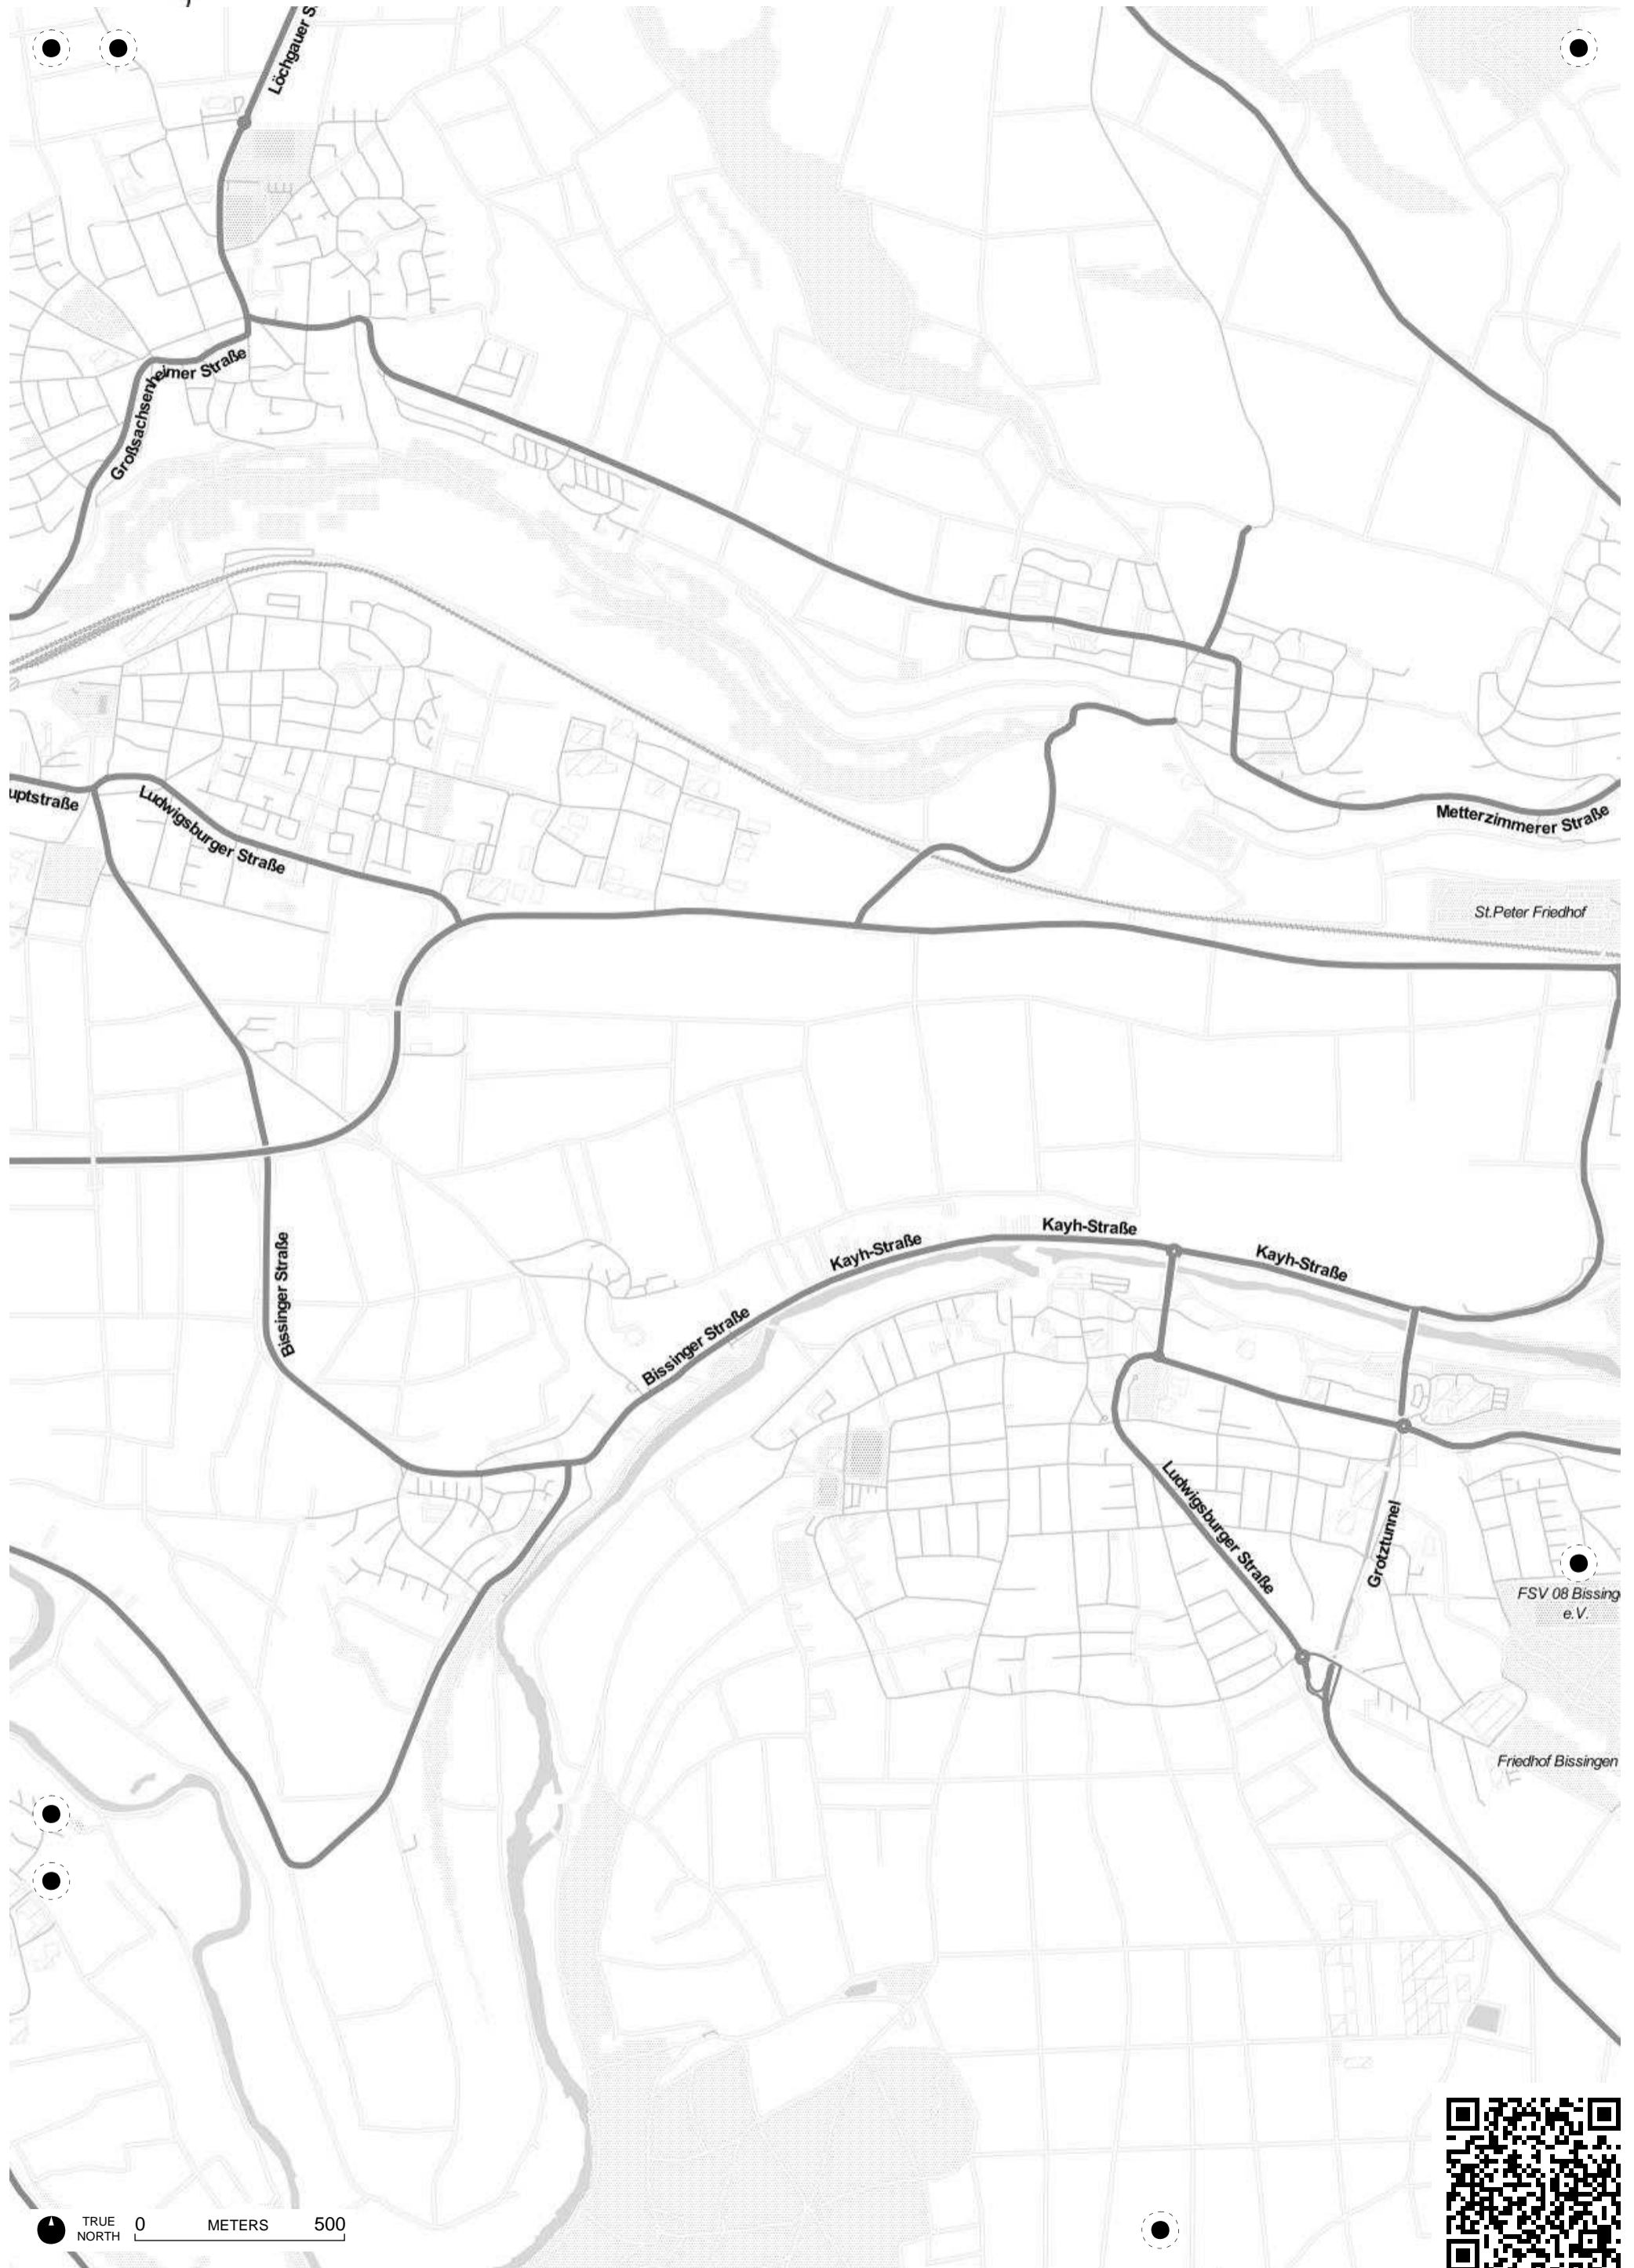 Löchgauer S
Großsachsenheimer Straße
uptstraße
Ludwigsburger Straße
Metterzimmerer Straße
St.Peter Friedhof
Bissinger Straße
Kayh-Straße
Kayh-Straße
Kayh-Straße
Bissinger Straße
Ludwigsburger Straße
Grotztunnel
FSV 08 Bissing
e.V.
Friedhof Bissingen
TRUE
NORTH
0 METERS 500